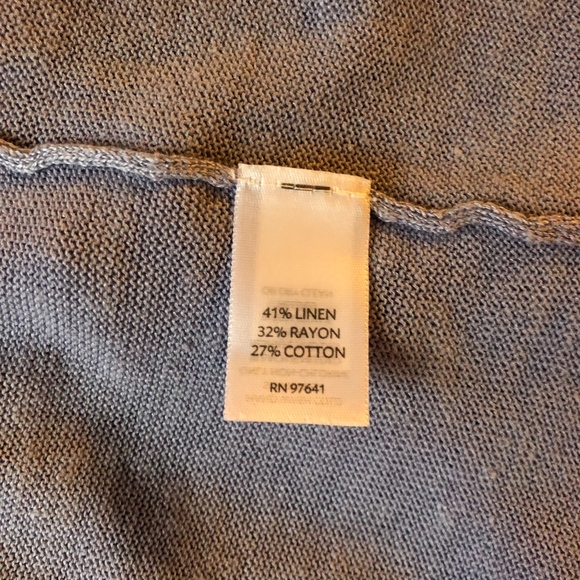 41% LINEN
32% RAYON
27% COTTON
RN 97641